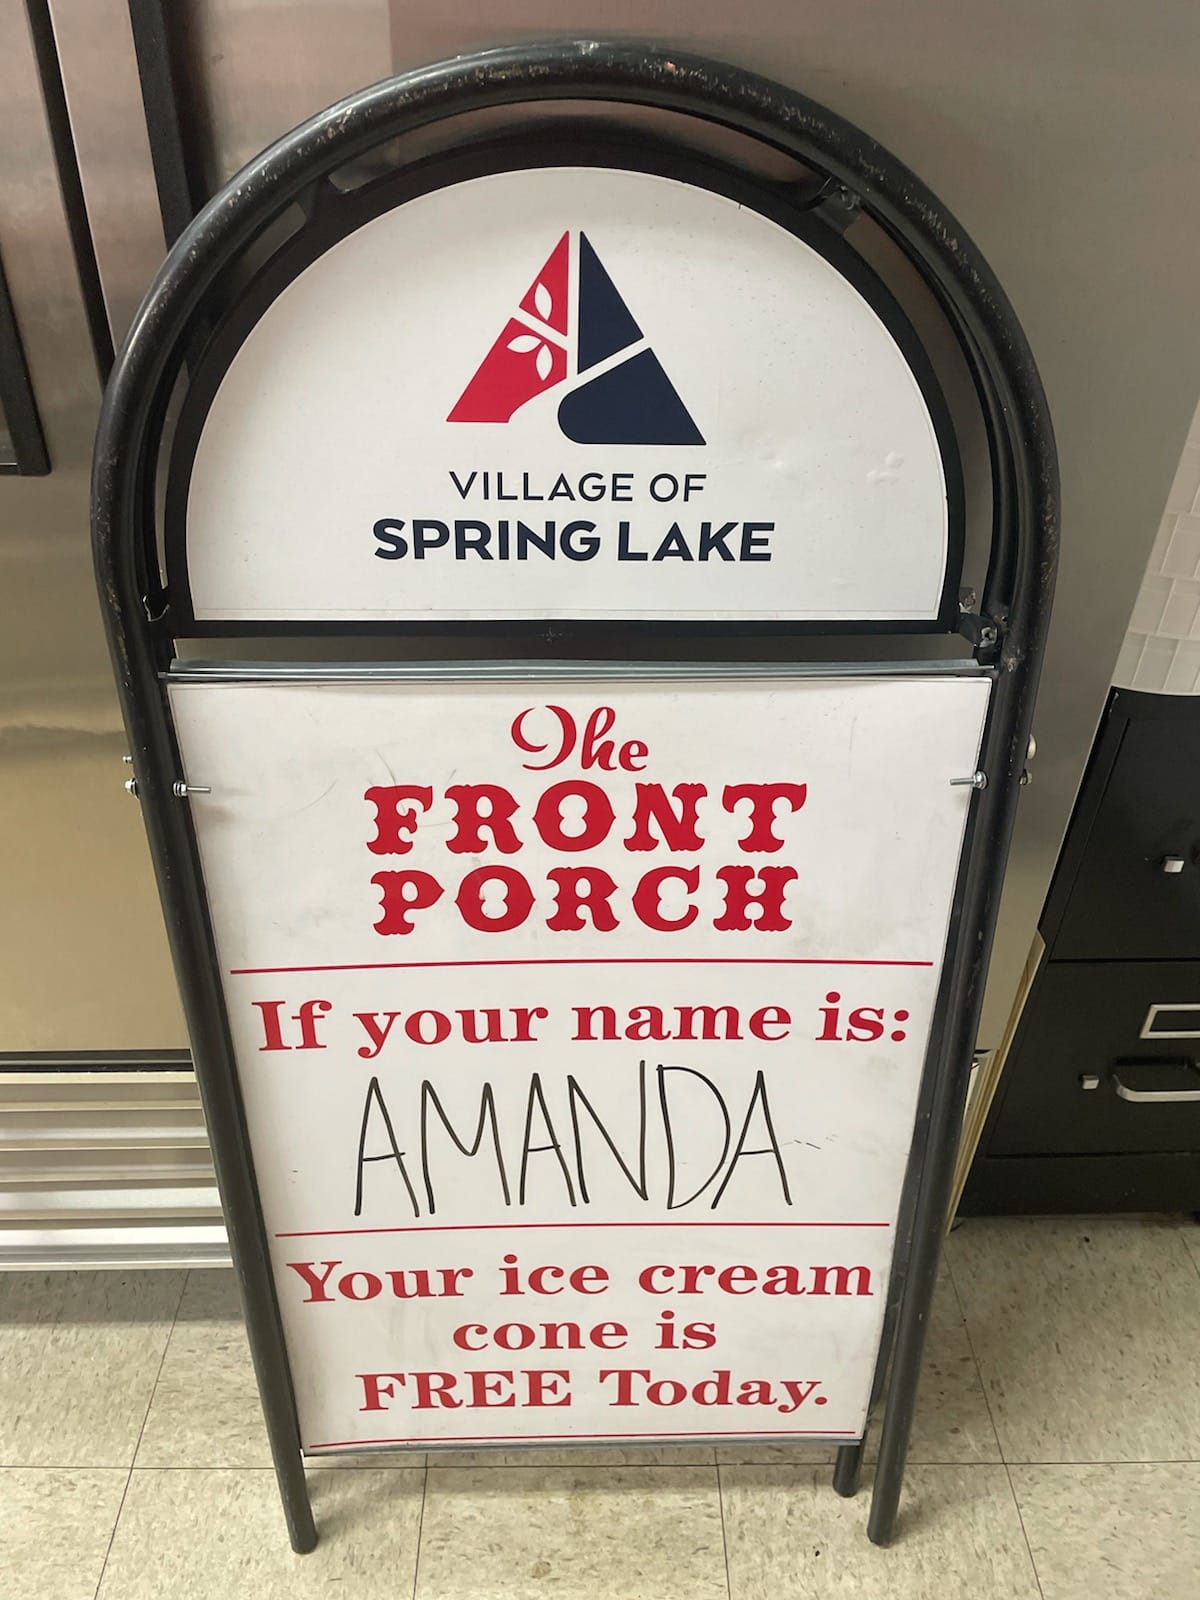 VILLAGE OF
SPRING LAKE
The
FRONT
PORCH
If your name is:
AMANDA
Your ice cream
cone is
FREE Today.